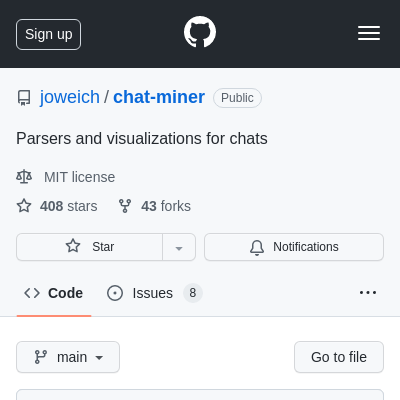 Sign up
joweich / chat-miner Public
Parsers and visualizations for chats
MIT license
408 stars 43 forks
Star Notifications
Code Issues 8
main Go to file